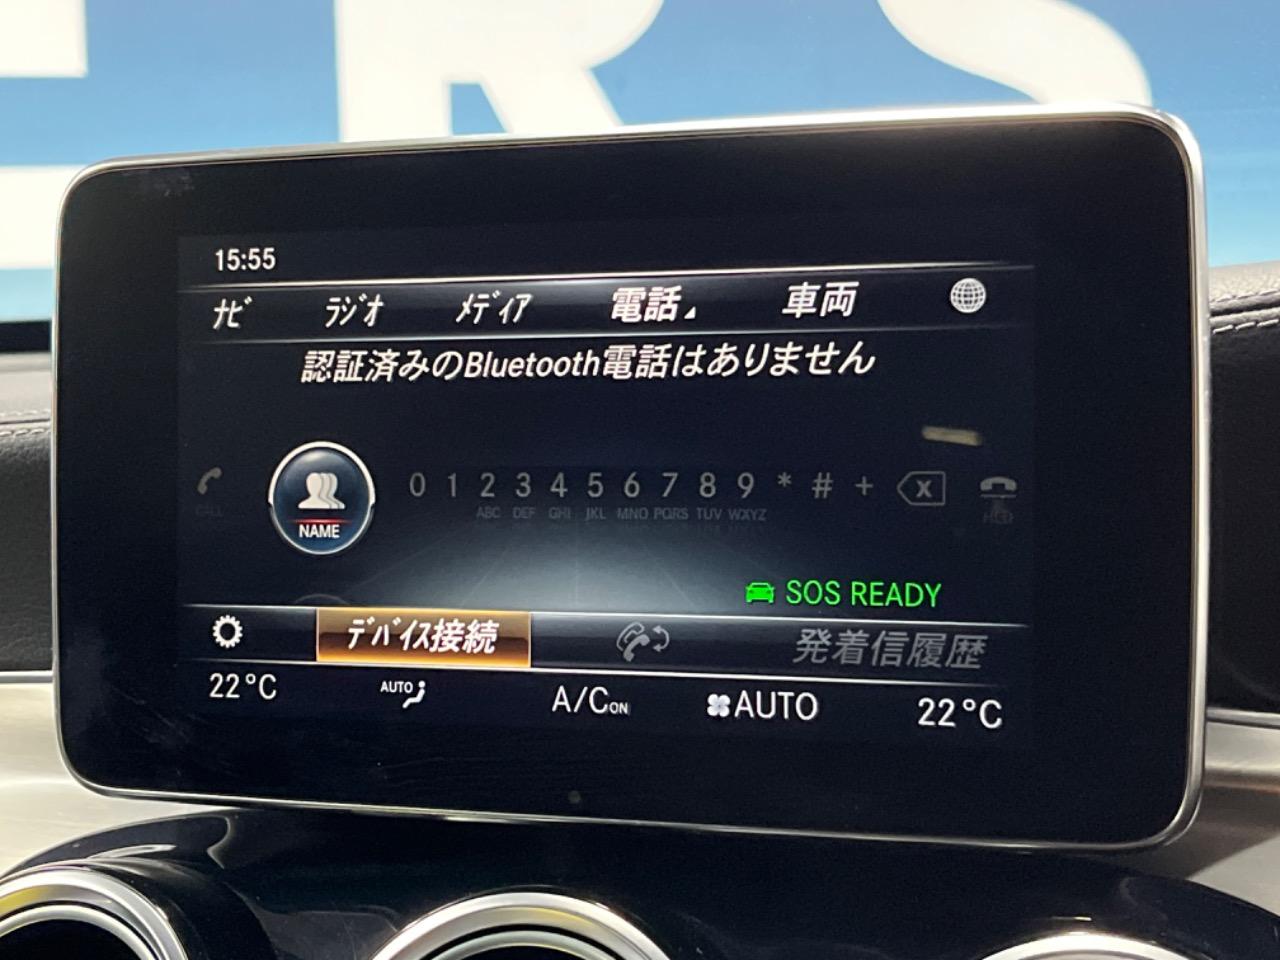 ERS
15:55
ナビ ラジオ メディア 電話 車両
認証済みのBluetooth電話はありません
0 1 2 3 4 5 6 7 8 9 * # + X
CALL NAME ABC DEF GHI JKL MNO PQRS TUV WXYZ
SOS READY
デバイス接続 発着信履歴
22°C AUTO A/C ON AUTO 22°C